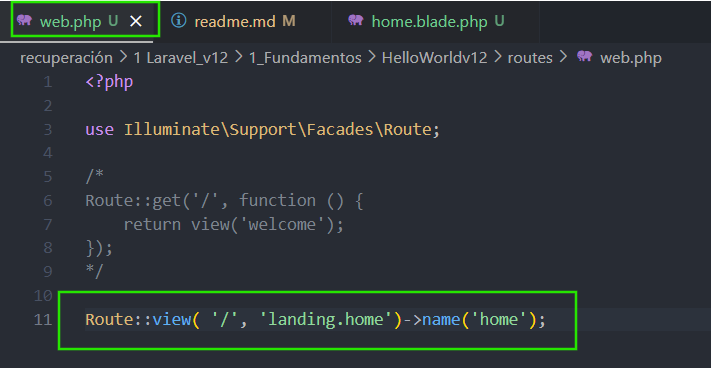 web.php U × readme.md M home.blade.php U
recuperación > 1 Laravel_v12 > 1_Fundamentos > HelloWorldv12 > routes > web.php
1 <?php
2
3 use Illuminate\Support\Facades\Route;
4
5 /*
6 Route::get('/', function () {
7     return view('welcome');
8 });
9 */
10
11 Route::view( '/', 'landing.home')->name('home');